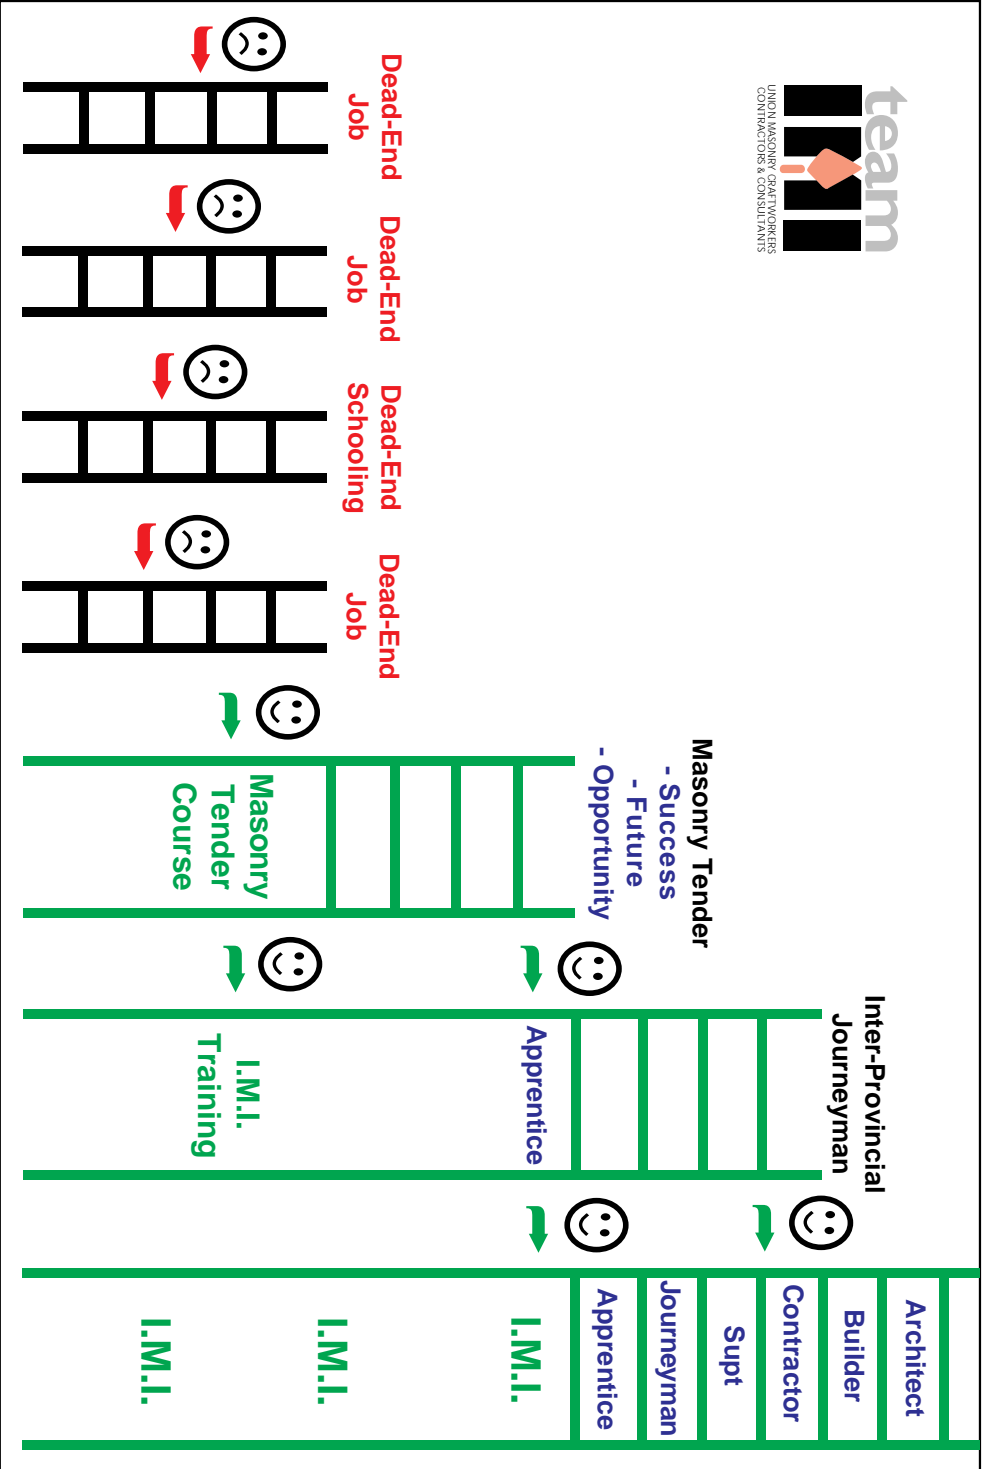 team
UNION MASONRY CRAFTWORKERS
CONTRACTORS & CONSULTANTS
Dead-End
Job
Dead-End
Job
Dead-End
Schooling
Dead-End
Job
Masonry Tender
- Success
- Future
- Opportunity
Masonry
Tender
Course
Inter-Provincial
Journeyman
Apprentice
I.M.I.
Training
Architect
Builder
Contractor
Supt
Journeyman
Apprentice
I.M.I.
I.M.I.
I.M.I.